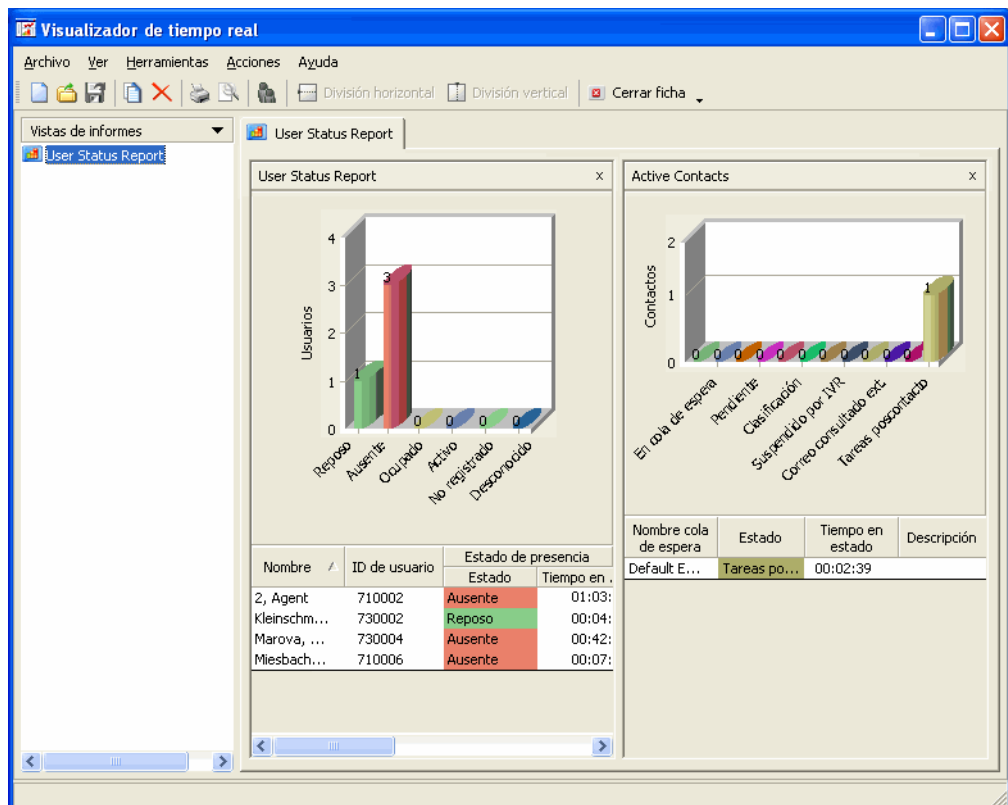 Visualizador de tiempo real
Archivo Ver Herramientas Acciones Ayuda
División horizontal División vertical Cerrar ficha
Vistas de informes
User Status Report
User Status Report
User Status Report x
4
3
2
1
0
Usuarios
1 3 0 0 0 0
Reposo
Ausente
Ocupado
Activo
No registrado
Desconocido
Nombre ID de usuario Estado de presencia
Estado Tiempo en .
2, Agent 710002 Ausente 01:03:
Kleinschm... 730002 Reposo 00:04:
Marova, ... 730004 Ausente 00:42:
Miesbach... 710006 Ausente 00:07:
Active Contacts x
2
1
0
Contactos
0 0 0 0 0 0 0 0 0 0 1
En cola de espera
Pendiente
Clasificación
Suspendido por IVR
Correo consultado ext.
Tareas poscontacto
Nombre cola de espera Estado Tiempo en estado Descripción
Default E... Tareas po... 00:02:39